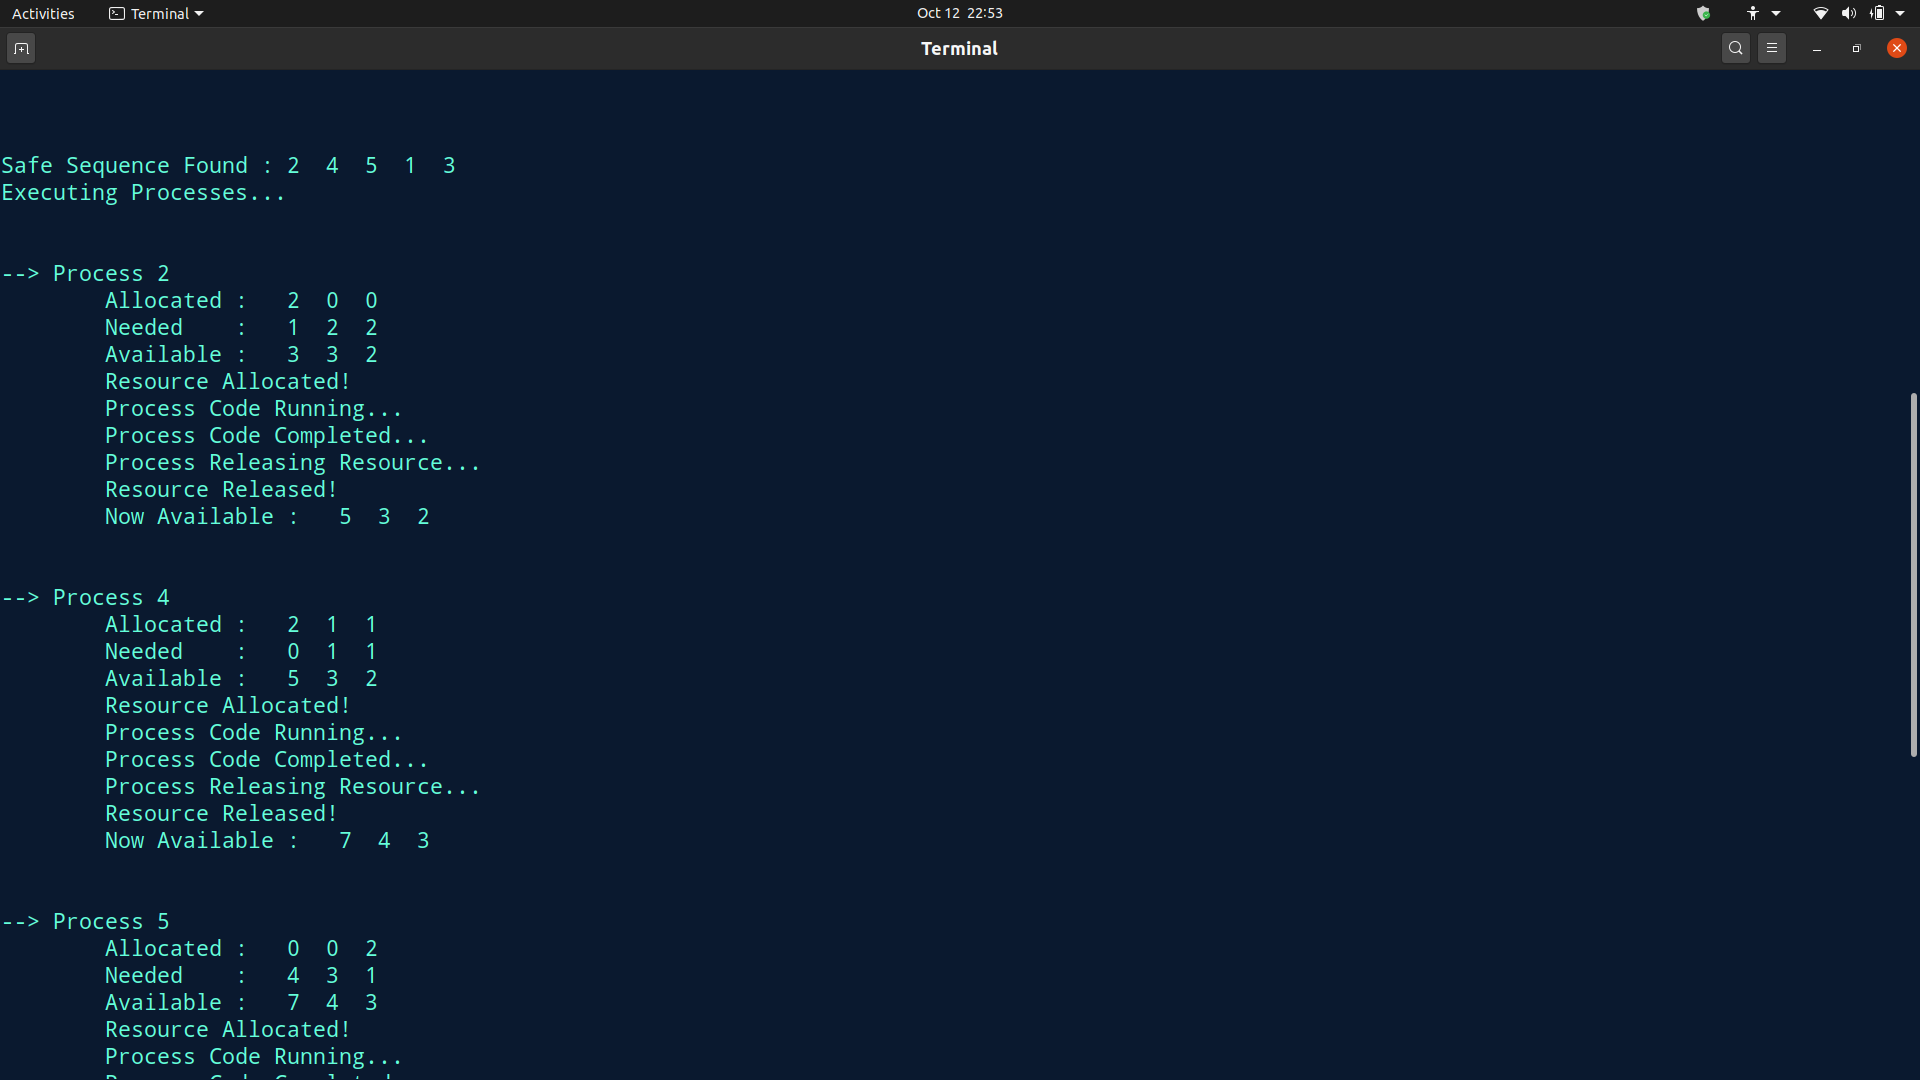 Activities Terminal Oct 12 22:53
Terminal
Safe Sequence Found : 2 4 5 1 3
Executing Processes...
--> Process 2
Allocated : 2 0 0
Needed : 1 2 2
Available : 3 3 2
Resource Allocated!
Process Code Running...
Process Code Completed...
Process Releasing Resource...
Resource Released!
Now Available : 5 3 2
--> Process 4
Allocated : 2 1 1
Needed : 0 1 1
Available : 5 3 2
Resource Allocated!
Process Code Running...
Process Code Completed...
Process Releasing Resource...
Resource Released!
Now Available : 7 4 3
--> Process 5
Allocated : 0 0 2
Needed : 4 3 1
Available : 7 4 3
Resource Allocated!
Process Code Running...